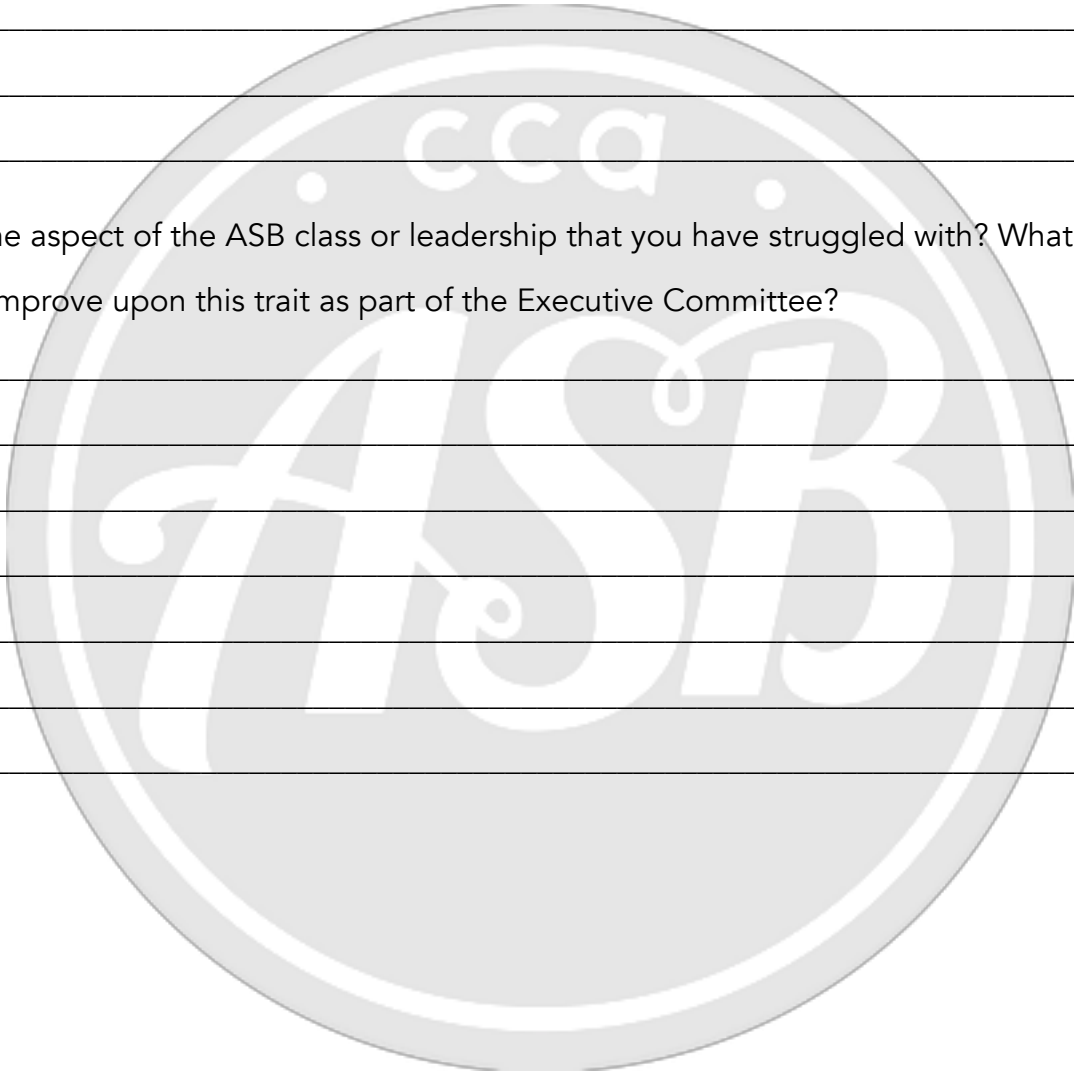 cca
ne aspect of the ASB class or leadership that you have struggled with? What
mprove upon this trait as part of the Executive Committee?
ASB